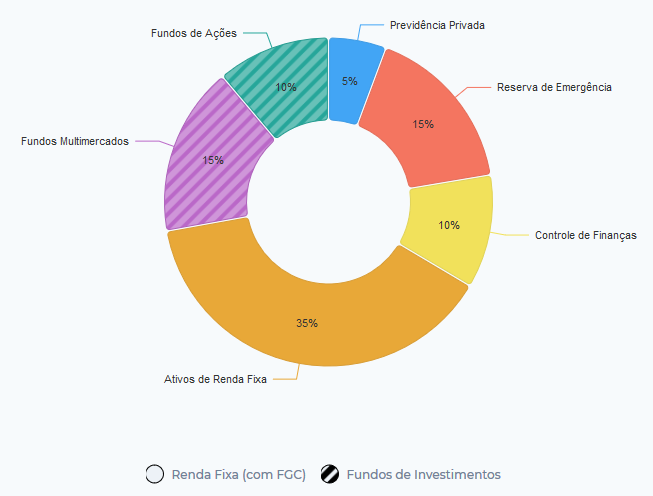 Previdência Privada
Fundos de Ações
5%
10%
Reserva de Emergência
15%
Fundos Multimercados
15%
10%
Controle de Finanças
35%
Ativos de Renda Fixa
Renda Fixa (com FGC)
Fundos de Investimentos